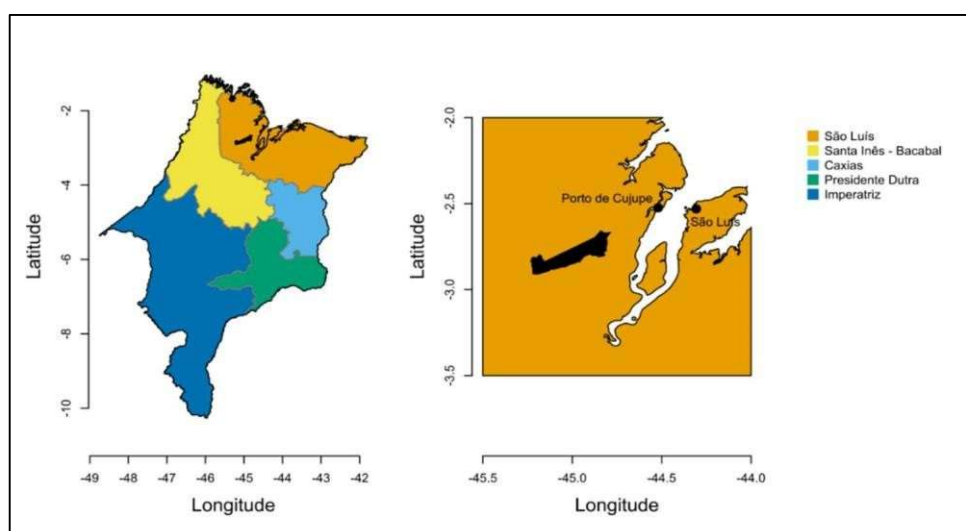 Latitude
-2
-4
-6
-8
-10
-49 -48 -47 -46 -45 -44 -43 -42
Longitude
Latitude
-2.0
-2.5
-3.0
-3.5
Porto de Cujupe
São Luís
-45.5 -45.0 -44.5 -44.0
Longitude
São Luís
Santa Inês - Bacabal
Caxias
Presidente Dutra
Imperatriz